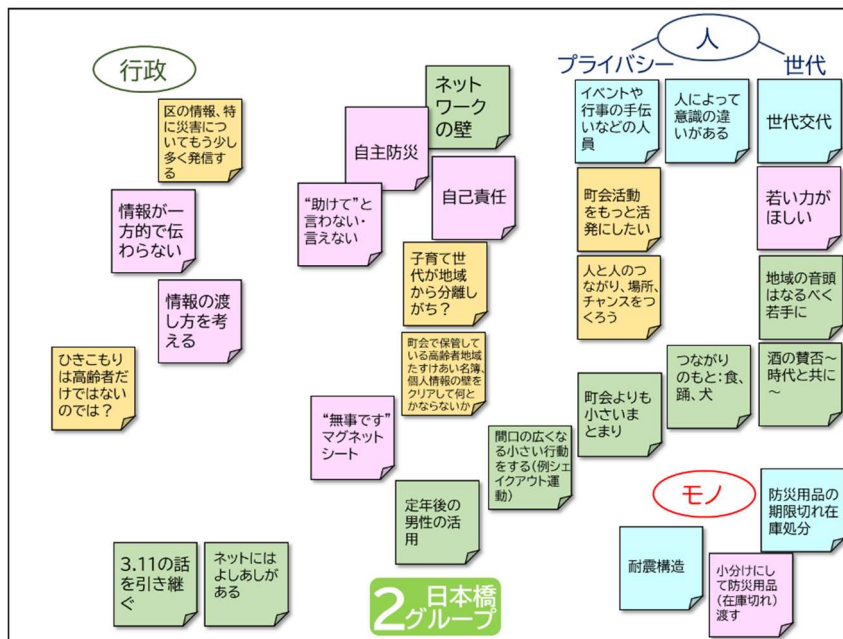 行政
区の情報、特
に災害につい
てもう少し
多く発信す
る
情報が一
方的で伝
わらない
情報の渡
し方を考
える
ひきこもり
は高齢者だ
けではない
のでは?
3.11の話
を引き継
ぐ
ネットには
よしあしが
ある
ネット
ワーク
の壁
自主防災
“助けて”と
言わない・
言えない
自己責任
子育て世
代が地域
から分離し
がち?
町会で保管して
いる高齢者地域
たすけあい名簿、
個人情報の壁を
クリアして何と
かならないか
“無事です”
マグネット
シート
間口の広くな
る小さい行動
をする(例シェ
イクアウト運
動)
定年後の
男性の活
用
人
プライバシー
世代
イベントや
行事の手伝
いなどの人
員
人によって
意識の違
いがある
世代交代
町会活動
をもっと活
発にしたい
若い力が
ほしい
人と人のつ
ながり、場所、
チャンスをつ
くろう
地域の音頭
はなるべく
若手に
町会よりも
小さいま
とまり
つながり
のもと:食、
踊、犬
酒の賛否~
時代と共に
~
モノ
防災用品の
期限切れ在
庫処分
耐震構造
小分けにし
て防災用品
(在庫切れ)
渡す
2 日本橋
グループ